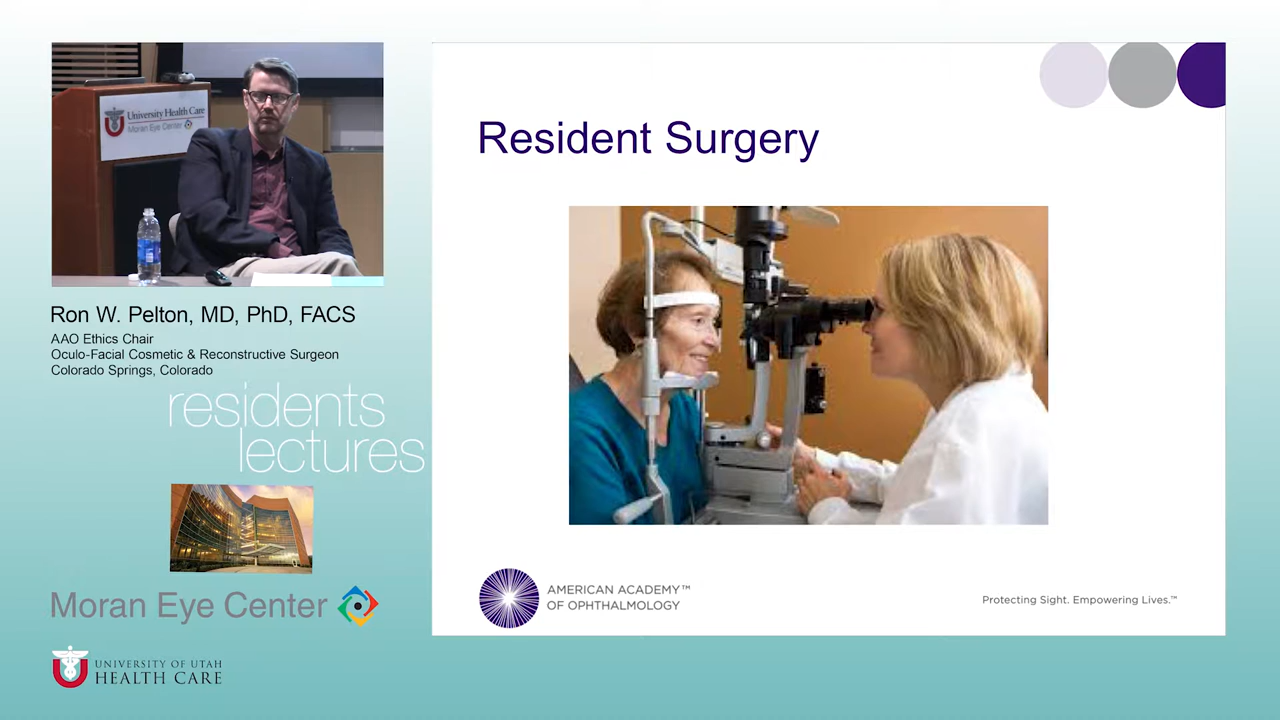 University Health Care
Moran Eye Center
Ron W. Pelton, MD, PhD, FACS
AAO Ethics Chair
Oculo-Facial Cosmetic & Reconstructive Surgeon
Colorado Springs, Colorado
residents
lectures
Moran Eye Center
UNIVERSITY OF UTAH
HEALTH CARE
Resident Surgery
AMERICAN ACADEMY™
OF OPHTHALMOLOGY
Protecting Sight. Empowering Lives.™